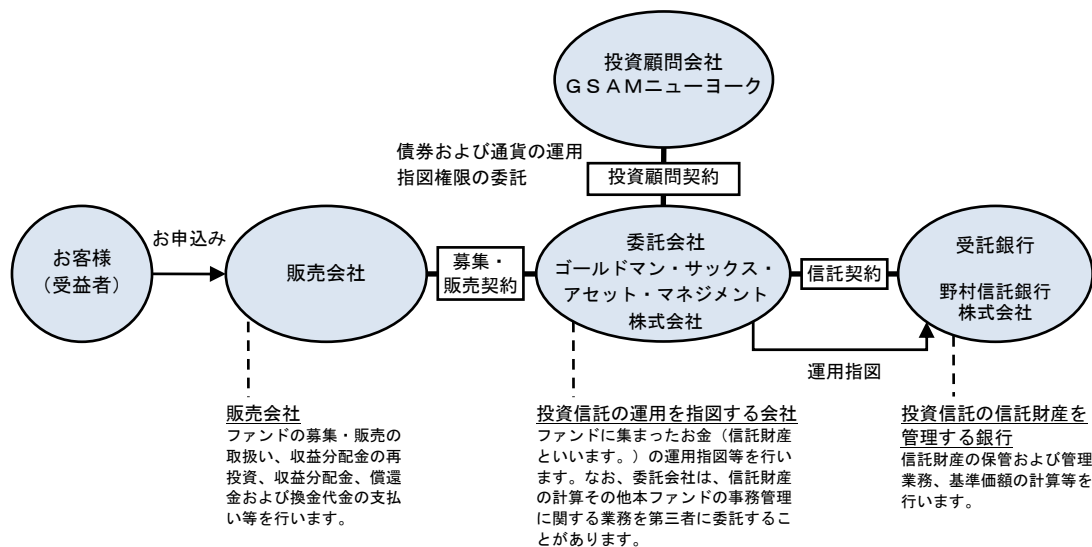 投資顧問会社
ＧＳＡＭニューヨーク
債券および通貨の運用
指図権限の委託
投資顧問契約
お客様
（受益者）
お申込み
販売会社
募集・
販売契約
委託会社
ゴールドマン・サックス・
アセット・マネジメント
株式会社
信託契約
受託銀行
野村信託銀行
株式会社
運用指図
販売会社
ファンドの募集・販売の
取扱い、収益分配金の再
投資、収益分配金、償還
金および換金代金の支払
い等を行います。
投資信託の運用を指図する会社
ファンドに集まったお金（信託財産
といいます。）の運用指図等を行い
ます。なお、委託会社は、信託財産
の計算その他本ファンドの事務管理
に関する業務を第三者に委託するこ
とがあります。
投資信託の信託財産を
管理する銀行
信託財産の保管および管理
業務、基準価額の計算等を
行います。